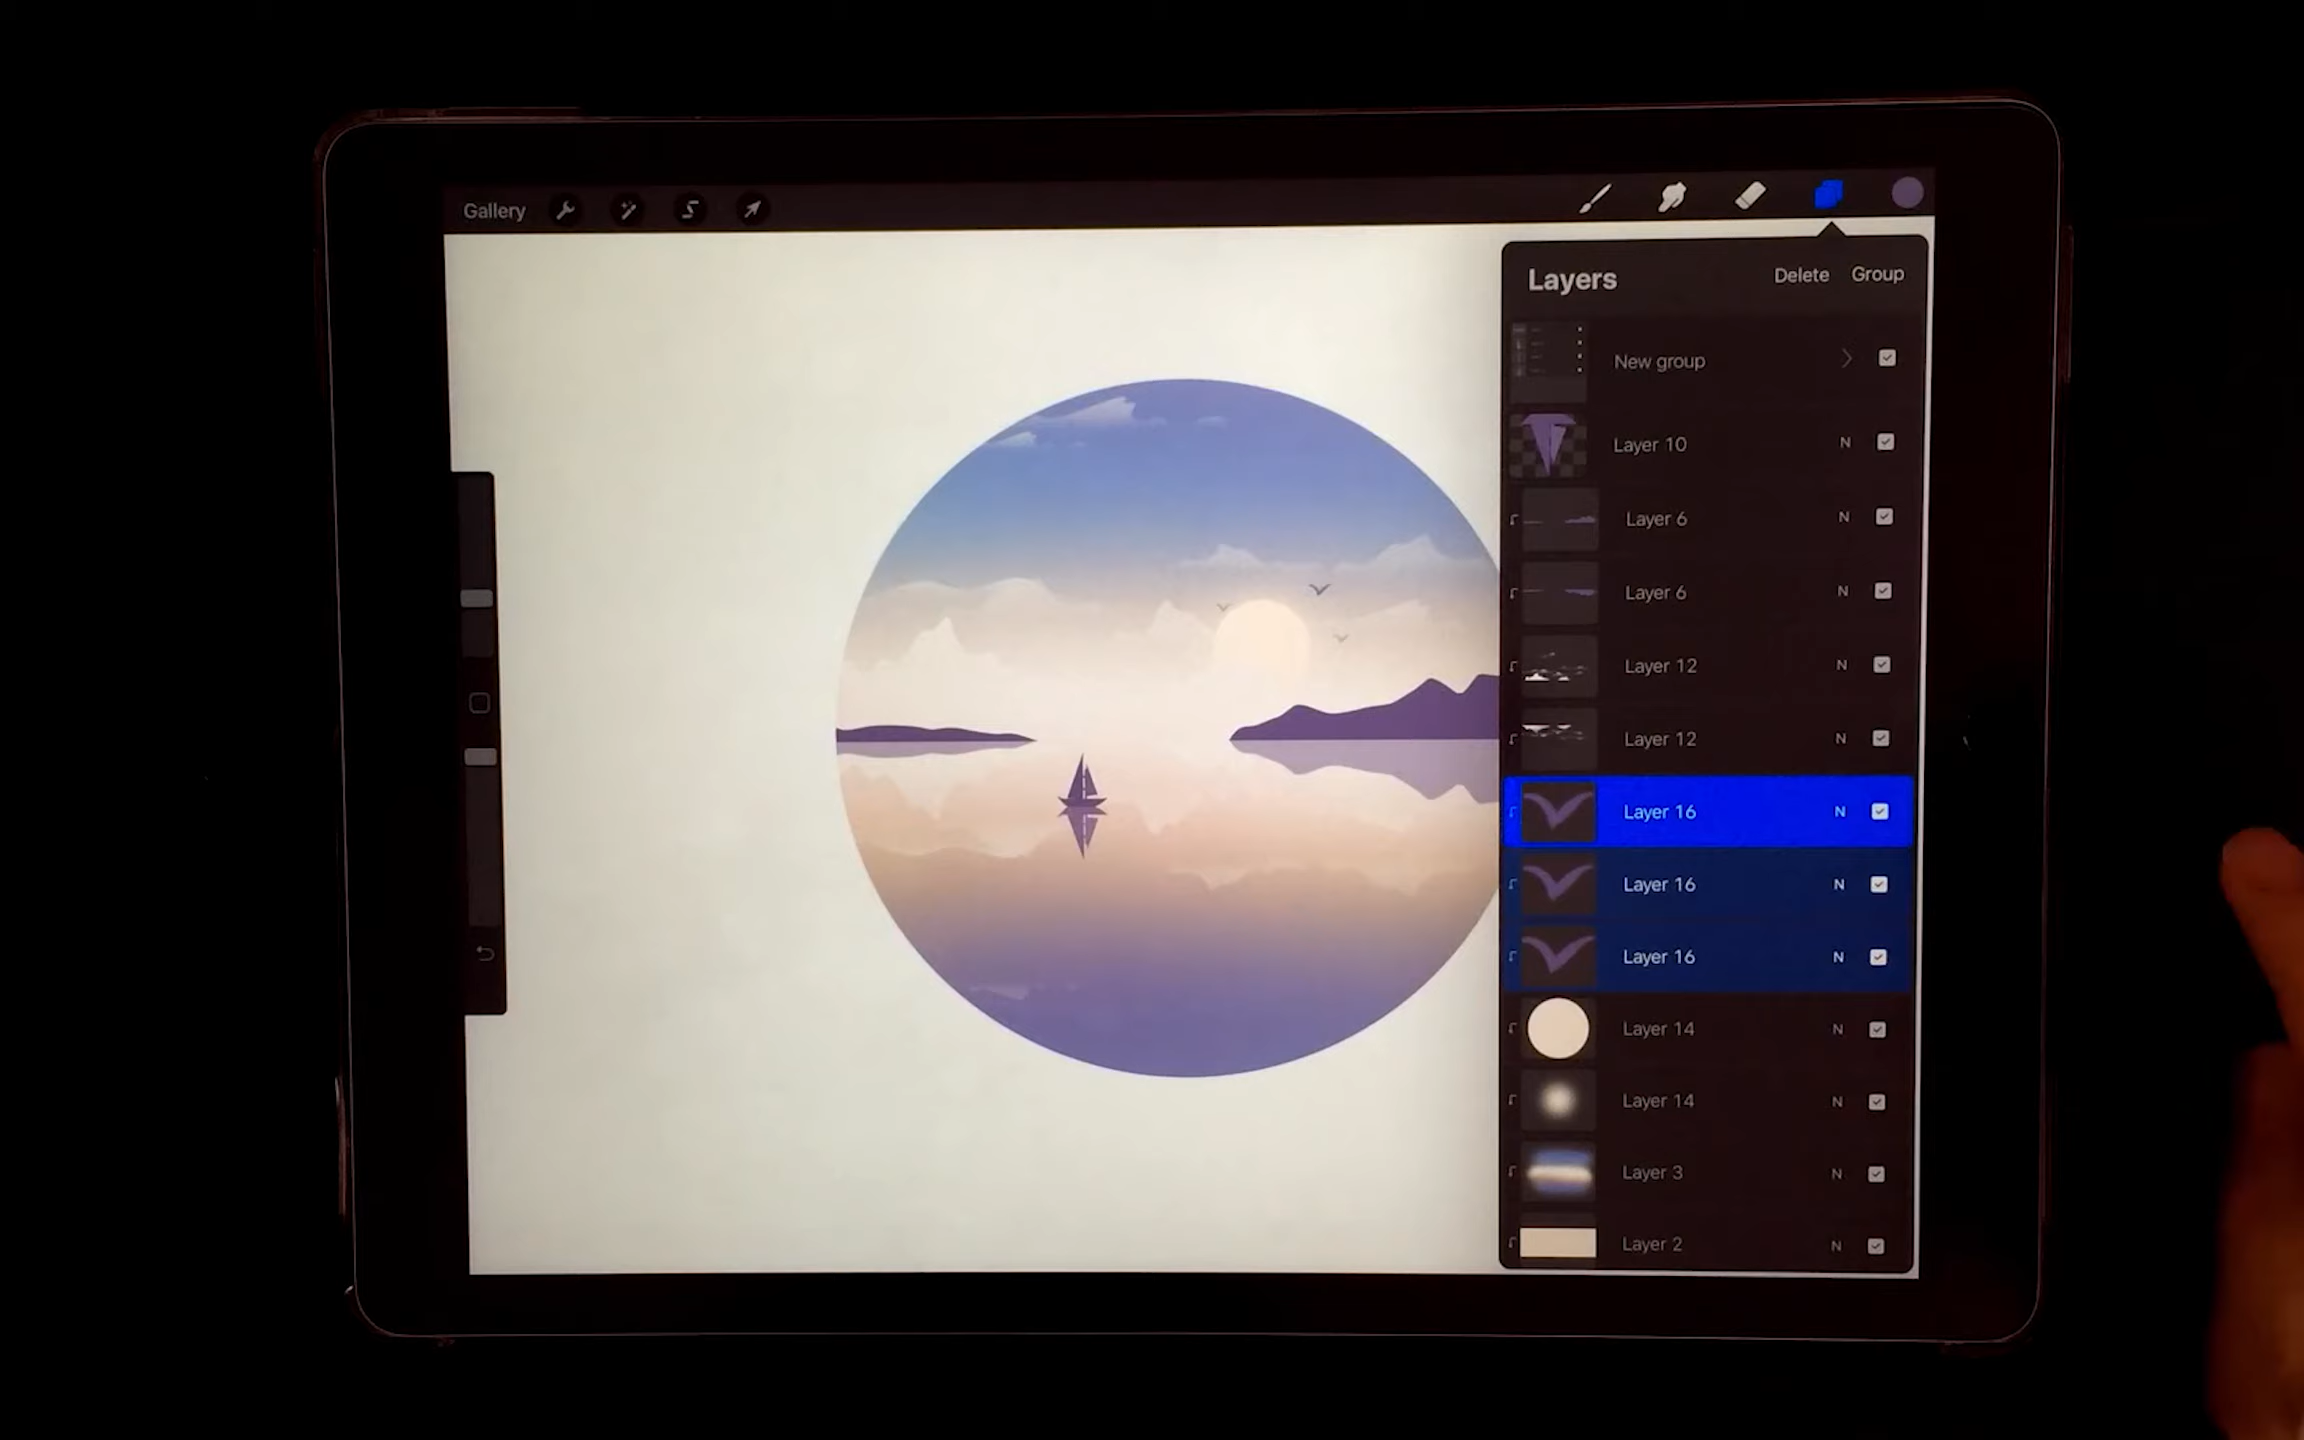 Gallery
Layers
Delete
Group
New group
Layer 10 N
Layer 6 N
Layer 6 N
Layer 12 N
Layer 12 N
Layer 16 N
Layer 16 N
Layer 16 N
Layer 14 N
Layer 14 N
Layer 3 N
Layer 2 N